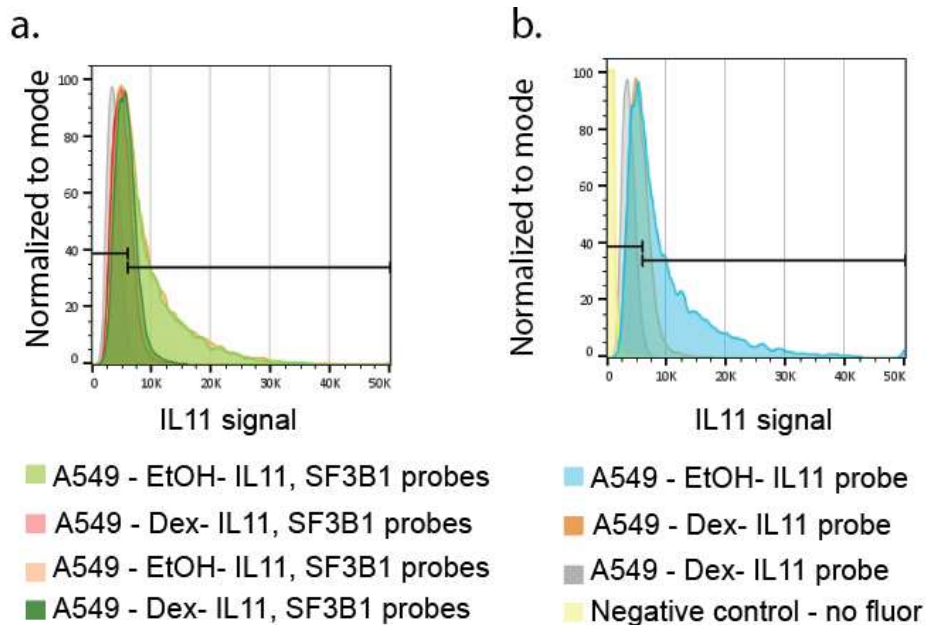 a.
Normalized to mode
100
80
60
40
20
0
0 10K 20K 30K 40K 50K
IL11 signal
A549 - EtOH- IL11, SF3B1 probes
A549 - Dex- IL11, SF3B1 probes
A549 - EtOH- IL11, SF3B1 probes
A549 - Dex- IL11, SF3B1 probes
b.
Normalized to mode
100
80
60
40
20
0
0 10K 20K 30K 40K 50K
IL11 signal
A549 - EtOH- IL11 probe
A549 - Dex- IL11 probe
A549 - Dex- IL11 probe
Negative control - no fluor